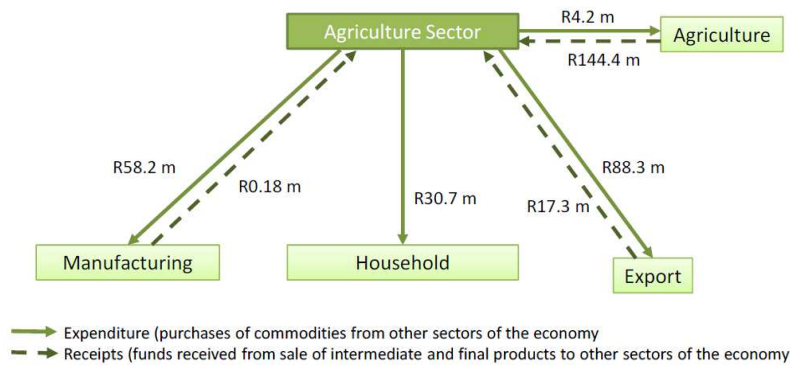 Agriculture Sector
R4.2 m
R144.4 m
Agriculture
R58.2 m
R0.18 m
R30.7 m
R88.3 m
R17.3 m
Manufacturing
Household
Export
Expenditure (purchases of commodities from other sectors of the economy
Receipts (funds received from sale of intermediate and final products to other sectors of the economy